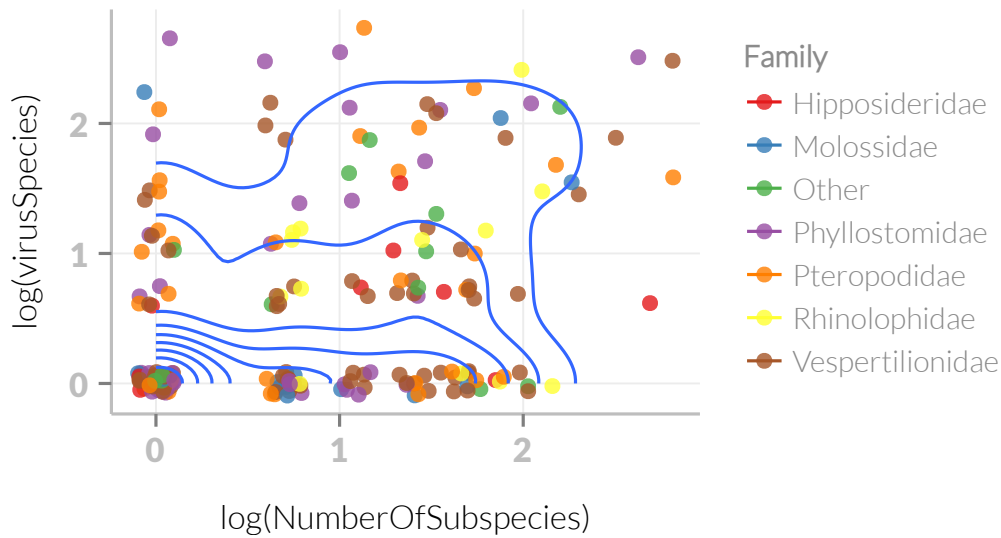 log(virusSpecies)
2
1
0
0 1 2
log(NumberOfSubspecies)
Family
Hipposideridae
Molossidae
Other
Phyllostomidae
Pteropodidae
Rhinolophidae
Vespertilionidae